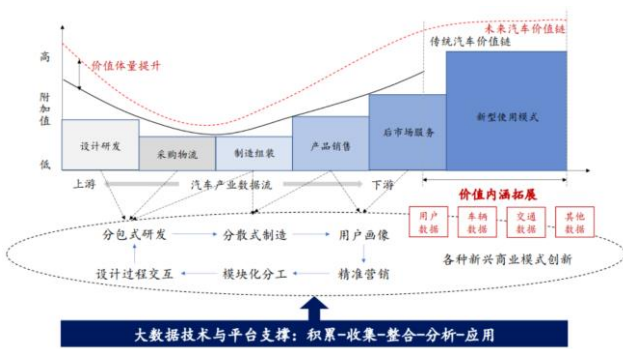 未来汽车价值链
传统汽车价值链
高
价值体量提升
附加值
低
设计研发
采购物流
制造组装
产品销售
后市场服务
新型使用模式
上游
汽车产业数据流
下游
价值内涵拓展
用户数据
车辆数据
交通数据
其他数据
分包式研发
分散式制造
用户画像
设计过程交互
模块化分工
精准营销
各种新兴商业模式创新
大数据技术与平台支撑：积累-收集-整合-分析-应用